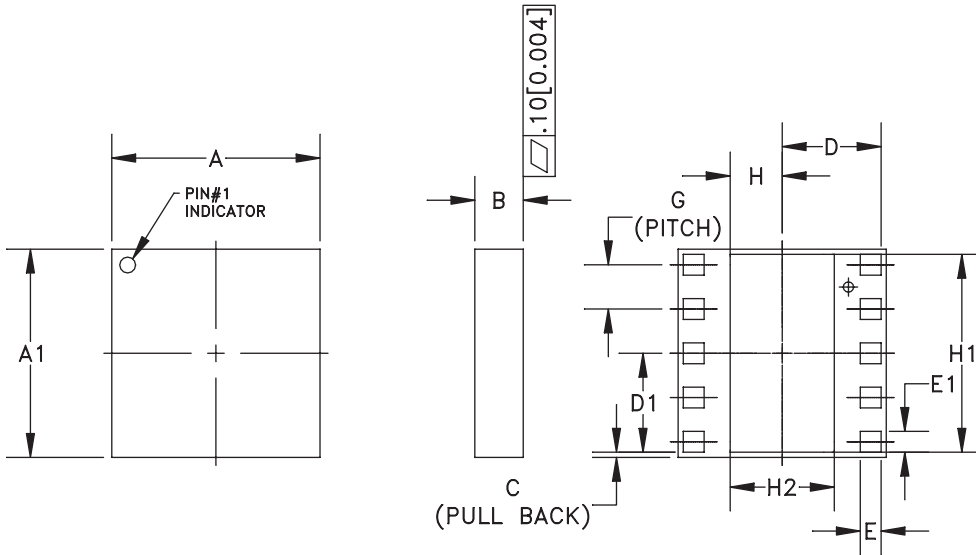 .10[0.004]
A
PIN#1
INDICATOR
A1
B
C
(PULL BACK)
G
(PITCH)
H
D
D1
H1
E1
H2
E